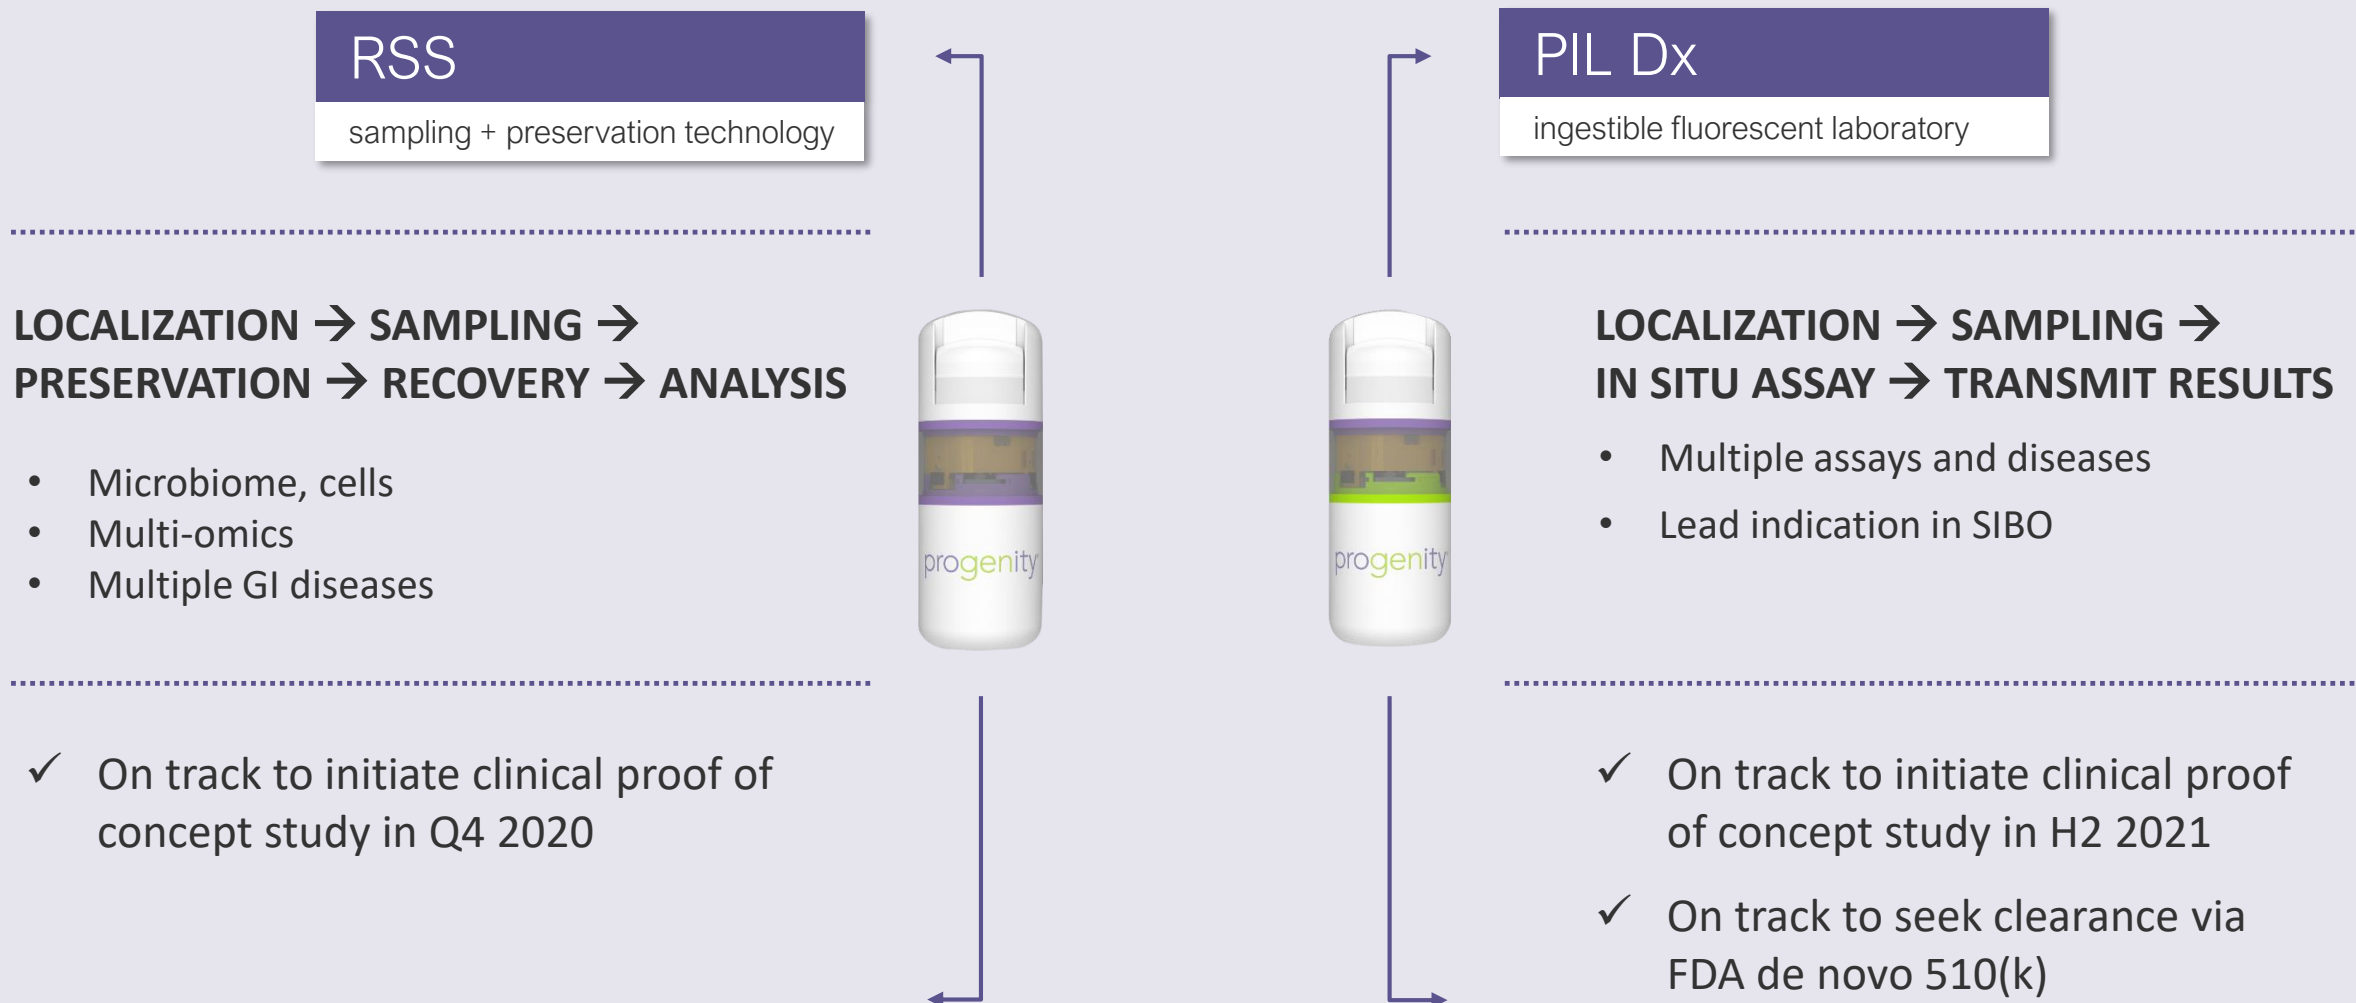 RSS
sampling + preservation technology
LOCALIZATION → SAMPLING →
PRESERVATION → RECOVERY → ANALYSIS
• Microbiome, cells
• Multi-omics
• Multiple GI diseases
✓ On track to initiate clinical proof of
concept study in Q4 2020
progenity
PIL Dx
ingestible fluorescent laboratory
LOCALIZATION → SAMPLING →
IN SITU ASSAY → TRANSMIT RESULTS
• Multiple assays and diseases
• Lead indication in SIBO
✓ On track to initiate clinical proof
of concept study in H2 2021
✓ On track to seek clearance via
FDA de novo 510(k)
progenity